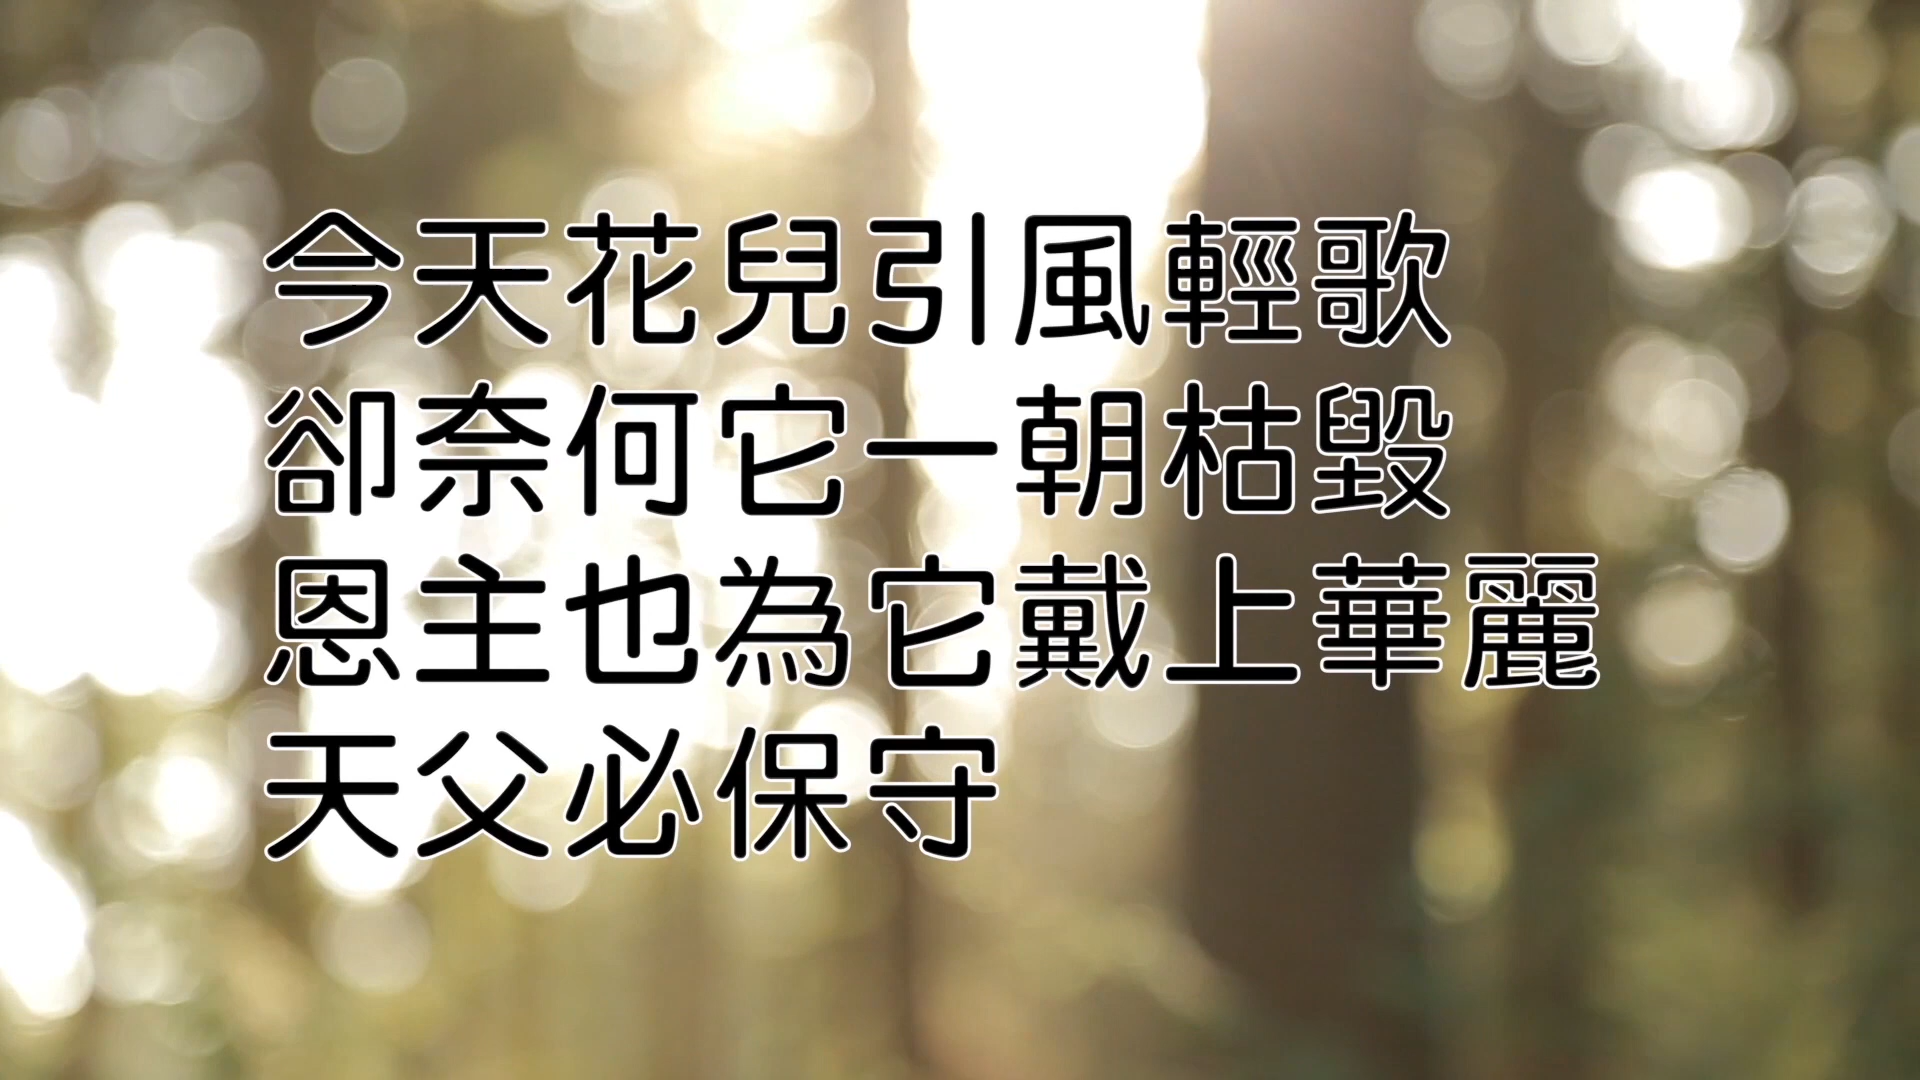 今天花兒引風輕歌
卻奈何它一朝枯毀
恩主也為它戴上華麗
天父必保守